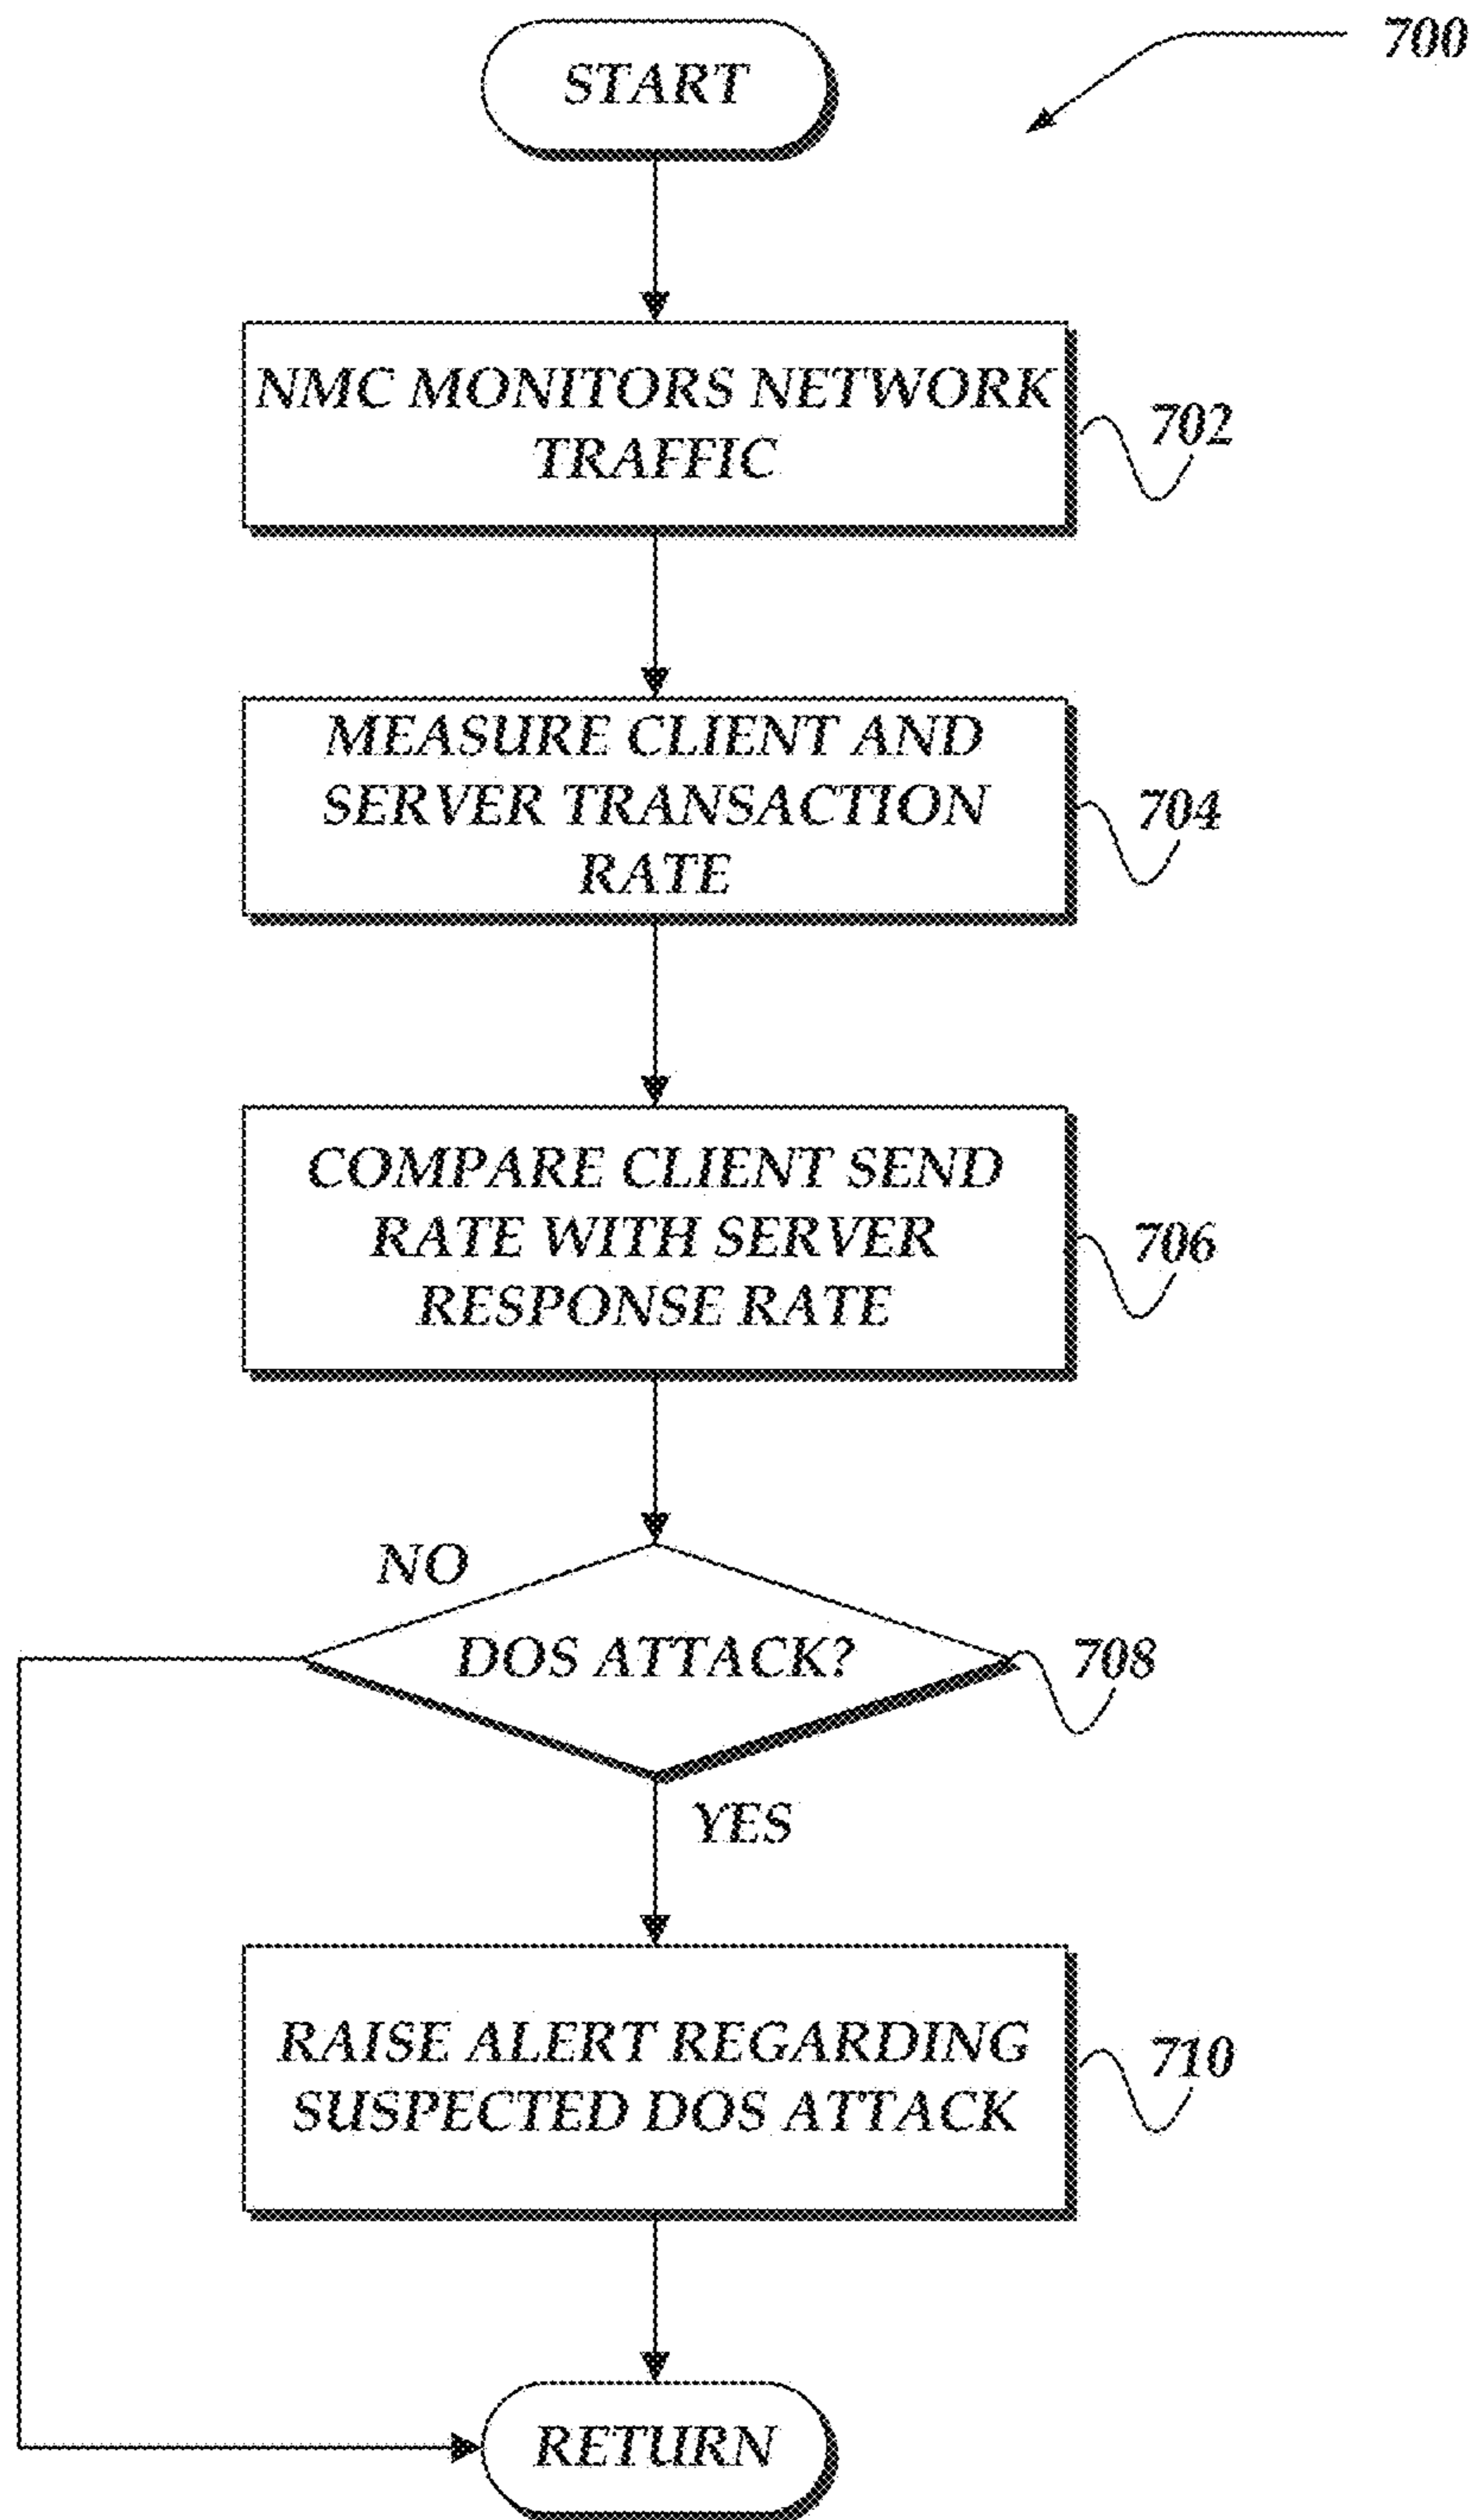 START
700
NMC MONITORS NETWORK
TRAFFIC
702
MEASURE CLIENT AND
SERVER TRANSACTION
RATE
704
COMPARE CLIENT SEND
RATE WITH SERVER
RESPONSE RATE
706
NO
DOS ATTACK?
708
YES
RAISE ALERT REGARDING
SUSPECTED DOS ATTACK
710
RETURN